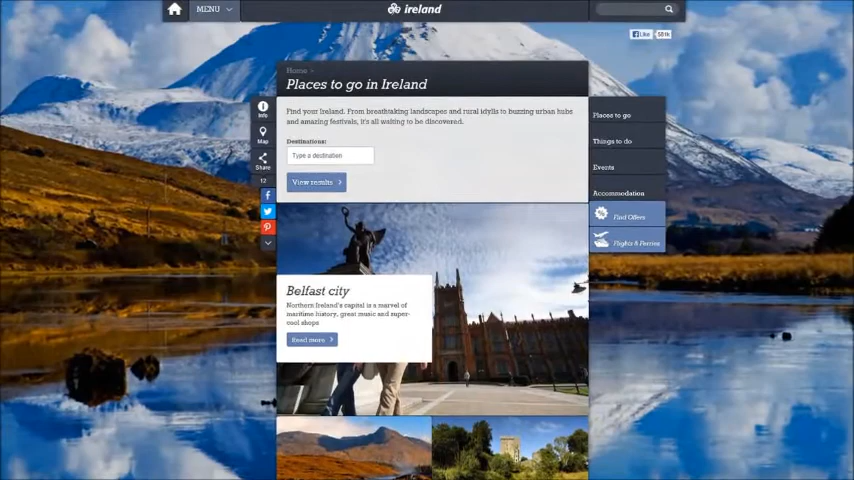 MENU
ireland
Like 581k
Home >
Places to go in Ireland
Find your Ireland. From breathtaking landscapes and rural idylls to buzzing urban hubs
and amazing festivals, it's all waiting to be discovered.
Destinations:
Type a destination
View results
Info
Map
Share
12
Places to go
Things to do
Events
Accommodation
Find Offers
Flights & Ferries
Belfast city
Northern Ireland's capital is a marvel of
maritime history, great music and super-
cool shops
Read more